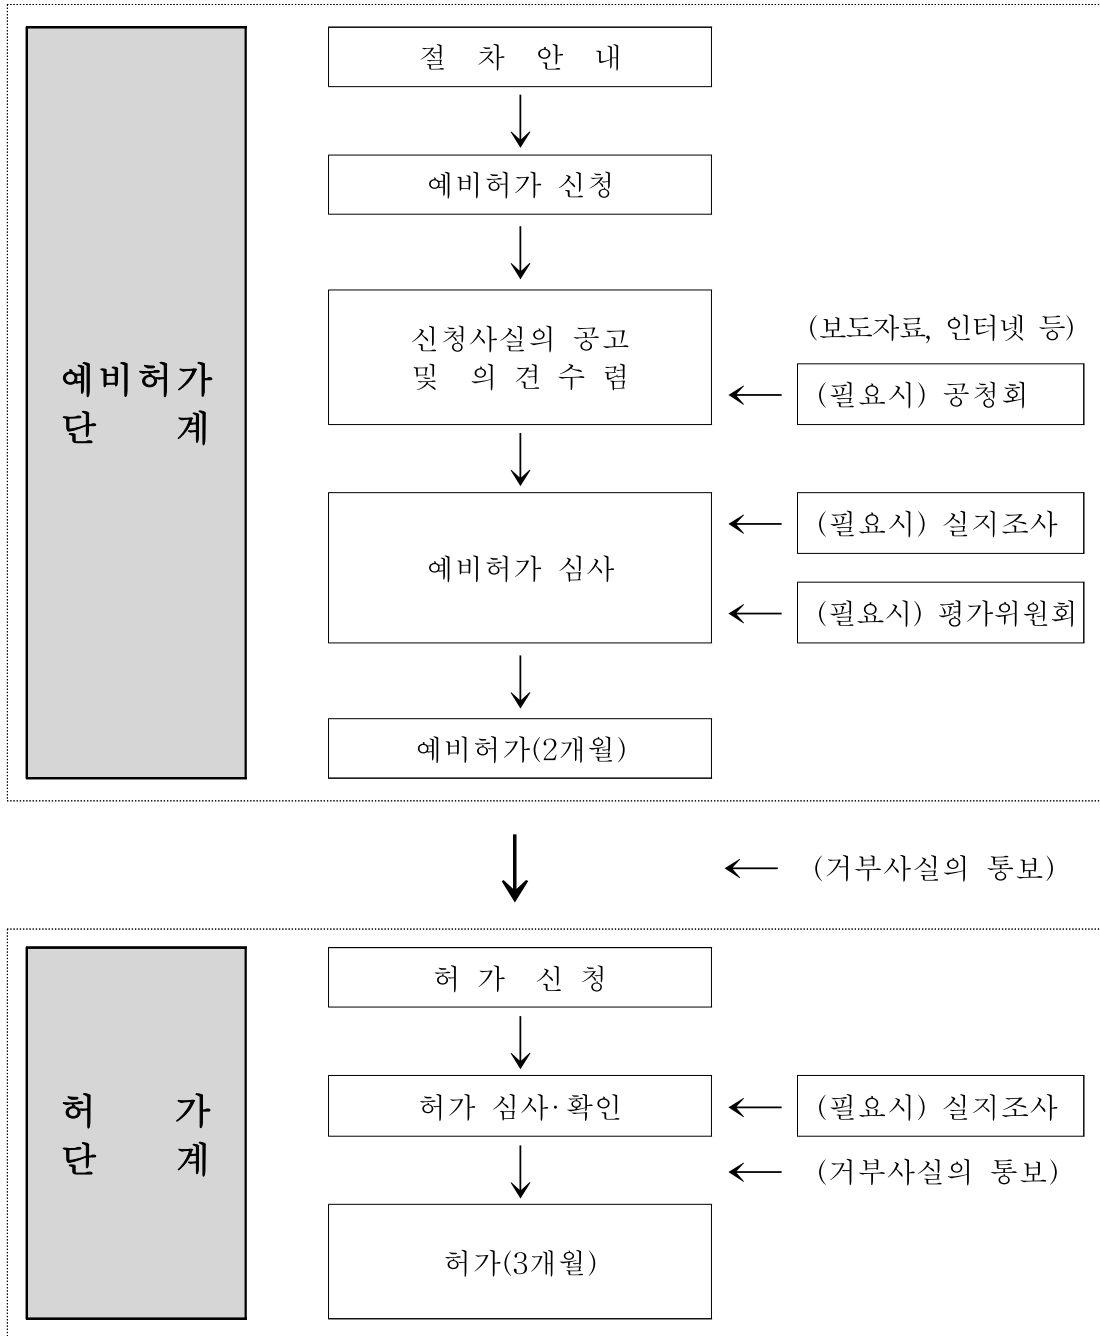 절 차 안 내
예비허가 신청
신청사실의 공고
및 의 견 수 렴
(보도자료, 인터넷 등)
(필요시) 공청회
예비허가
단 계
예비허가 심사
(필요시) 실지조사
(필요시) 평가위원회
예비허가(2개월)
(거부사실의 통보)
허 가 신 청
허 가
단 계
허가 심사·확인
(필요시) 실지조사
(거부사실의 통보)
허가(3개월)